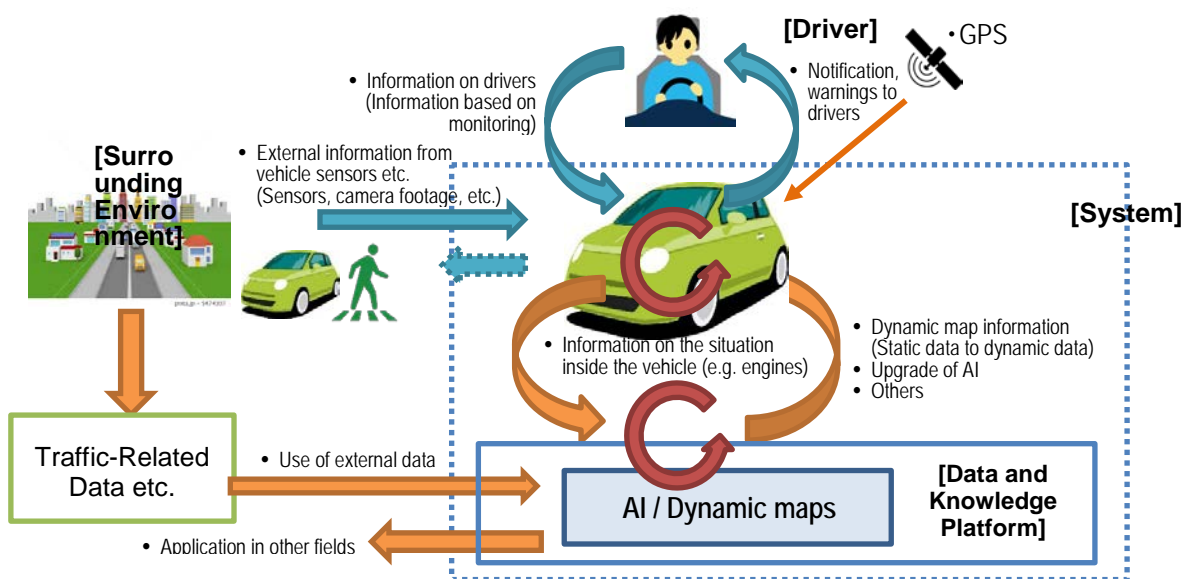 [Driver]
・GPS
• Information on drivers
(Information based on
monitoring)
• Notification,
warnings to
drivers
[Surro
unding
Enviro
nment]
• External information from
vehicle sensors etc.
(Sensors, camera footage, etc.)
[System]
• Information on the situation
inside the vehicle (e.g. engines)
• Dynamic map information
(Static data to dynamic data)
• Upgrade of AI
• Others
Traffic-Related
Data etc.
• Use of external data
AI / Dynamic maps
[Data and
Knowledge
Platform]
• Application in other fields